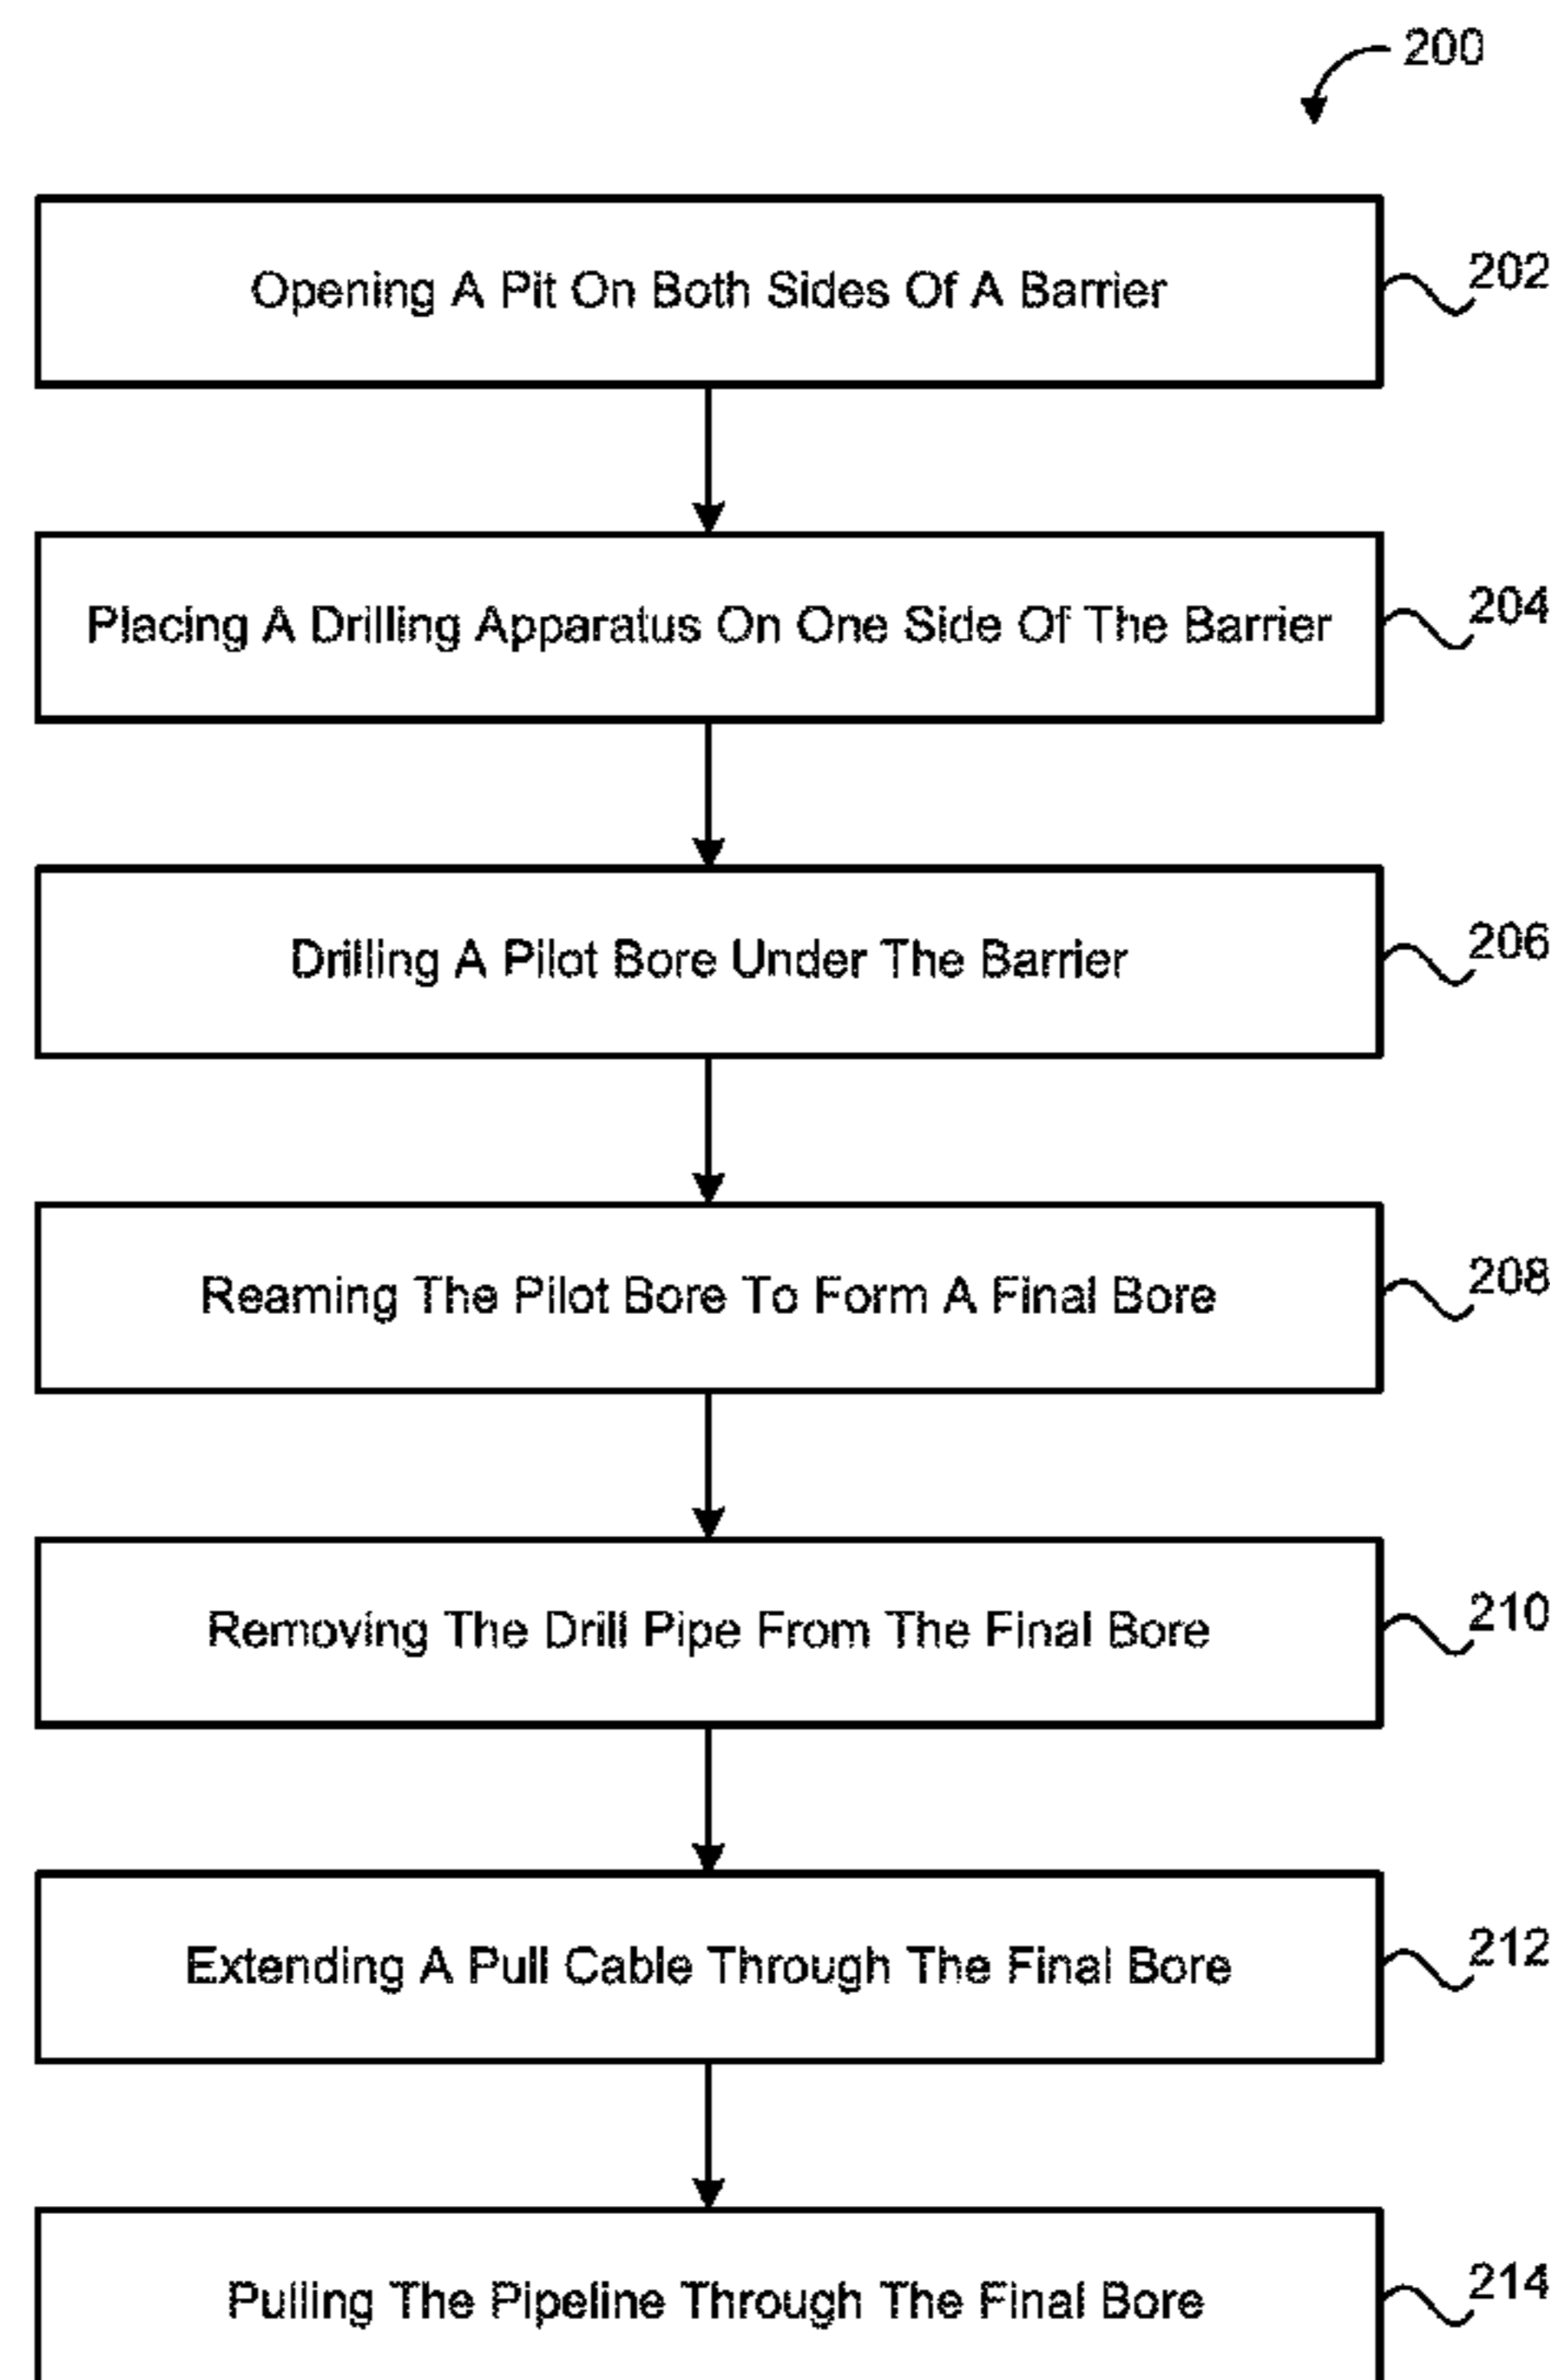 200
Opening A Pit On Both Sides Of A Barrier
202
Placing A Drilling Apparatus On One Side Of The Barrier
204
Drilling A Pilot Bore Under The Barrier
206
Reaming The Pilot Bore To Form A Final Bore
208
Removing The Drill Pipe From The Final Bore
210
Extending A Pull Cable Through The Final Bore
212
Pulling The Pipeline Through The Final Bore
214